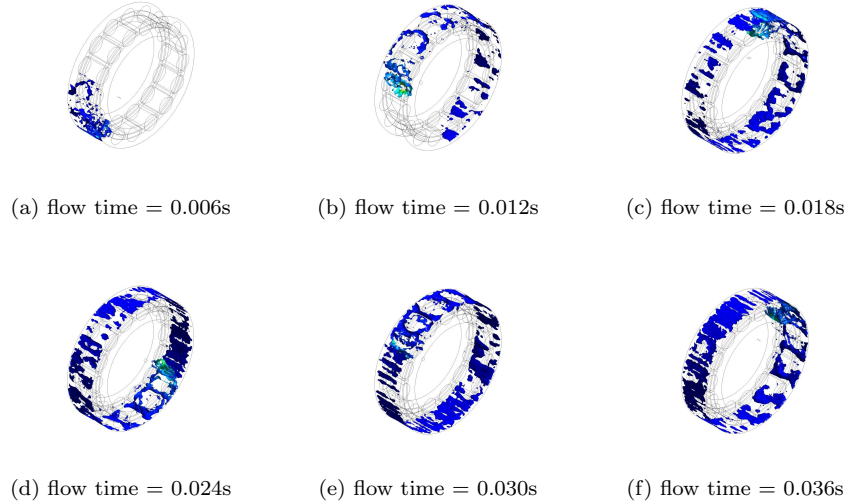 (a) flow time = 0.006s
(b) flow time = 0.012s
(c) flow time = 0.018s
(d) flow time = 0.024s
(e) flow time = 0.030s
(f) flow time = 0.036s